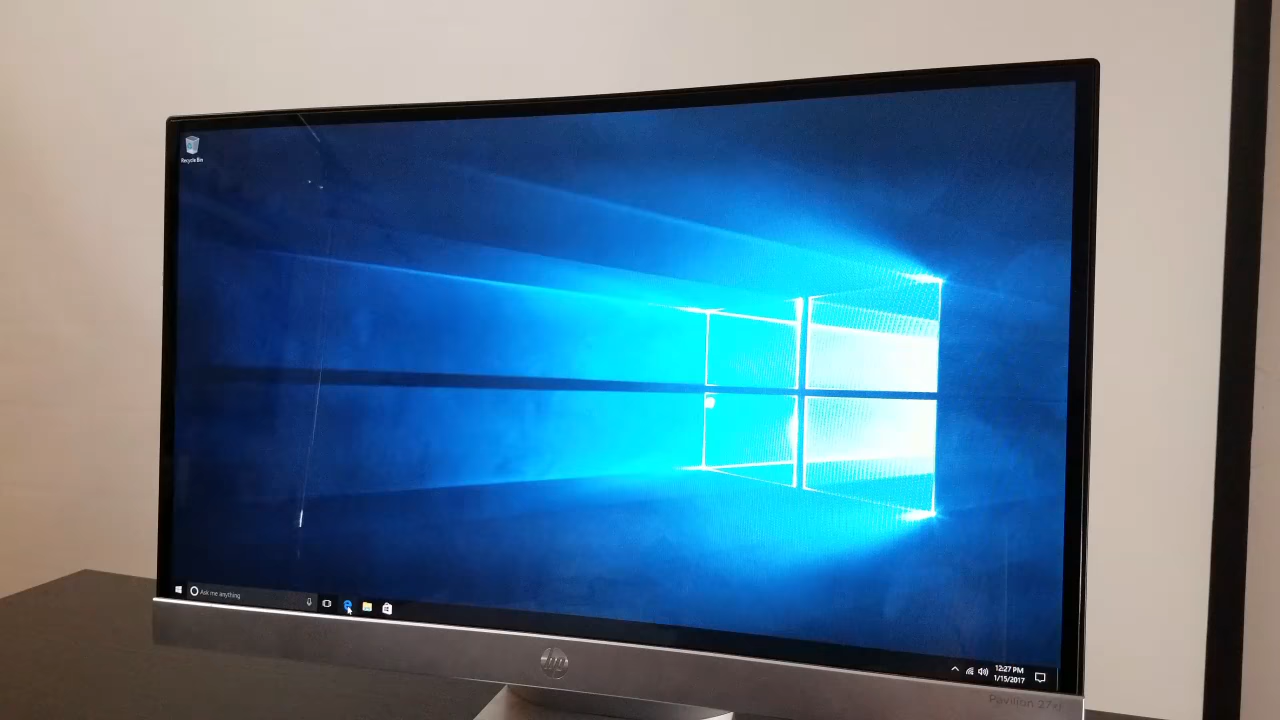 Recycle Bin
Ask me anything
12:27 PM
1/15/2017
hp
Pavilion 27xi